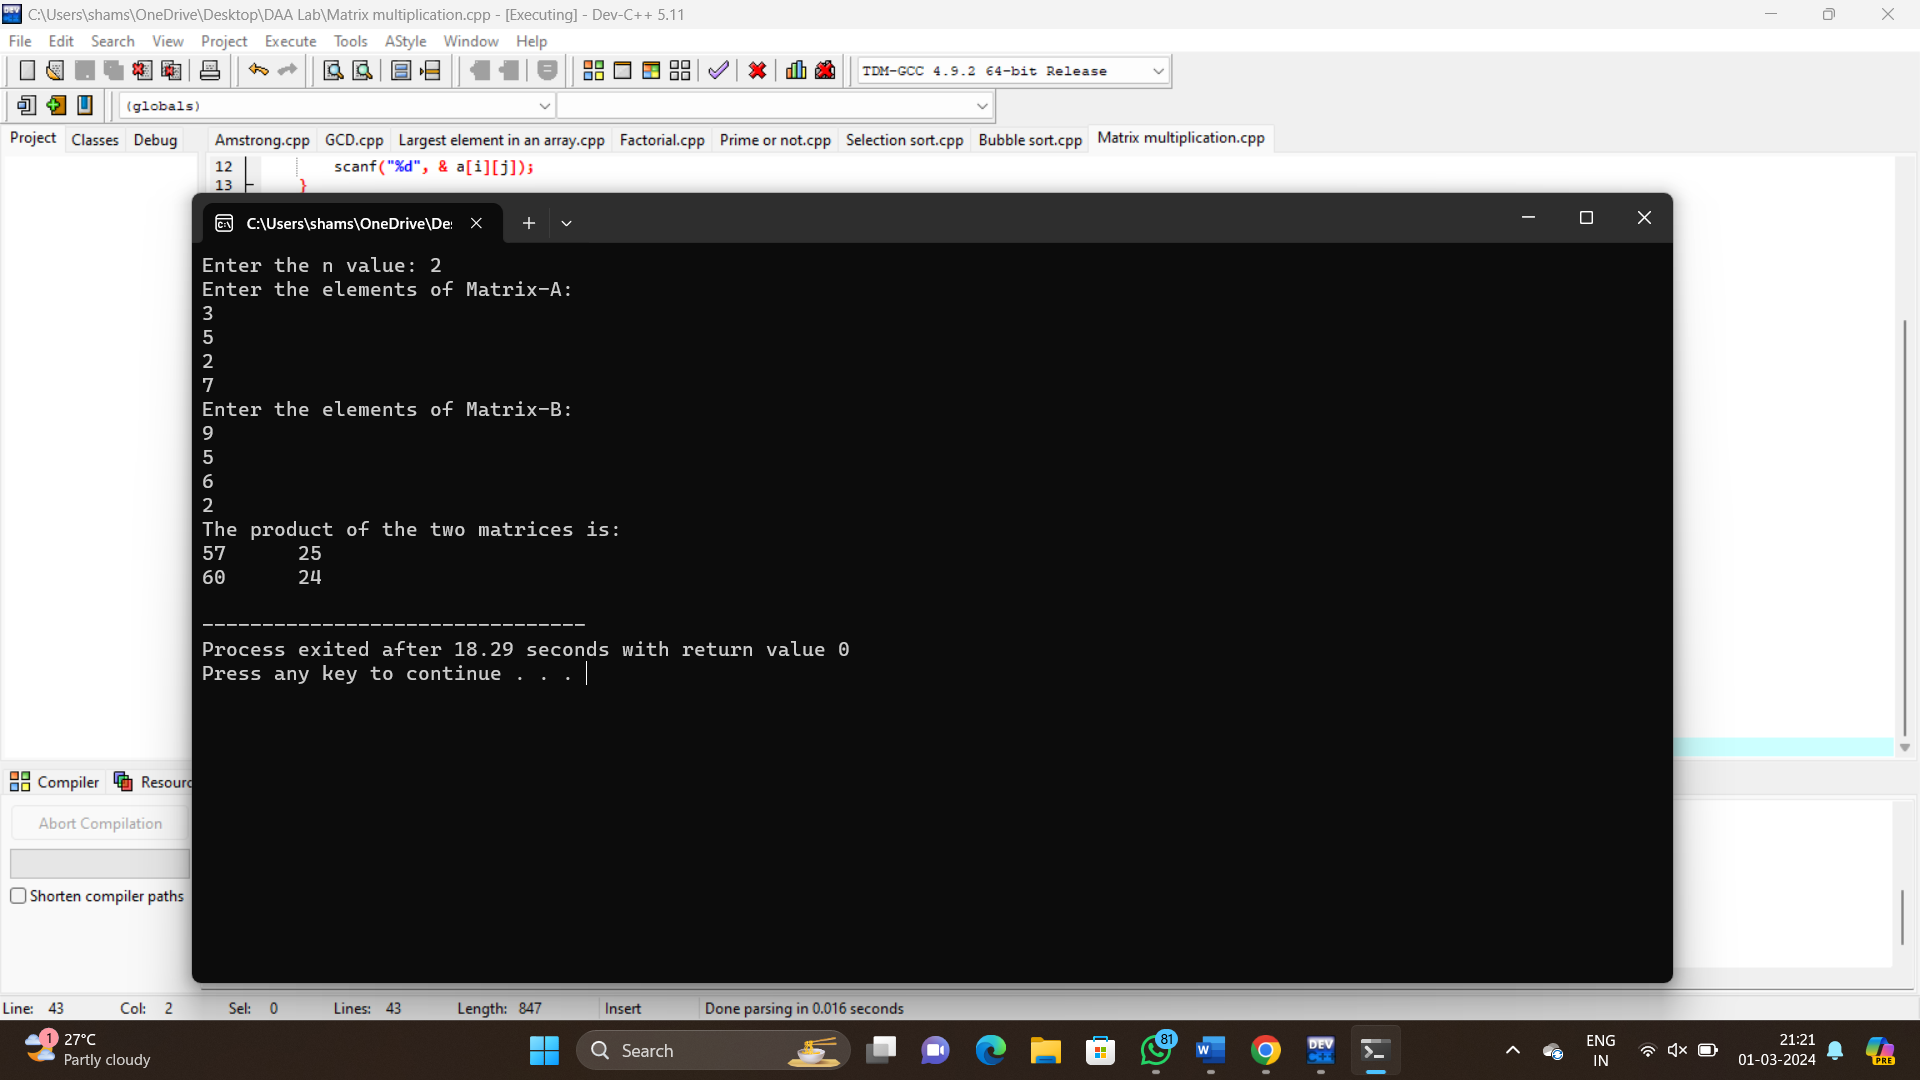 C:\Users\shams\OneDrive\Desktop\DAA Lab\Matrix multiplication.cpp - [Executing] - Dev-C++ 5.11
File Edit Search View Project Execute Tools AStyle Window Help
TDM-GCC 4.9.2 64-bit Release
(globals)
Project Classes Debug Amstrong.cpp GCD.cpp Largest element in an array.cpp Factorial.cpp Prime or not.cpp Selection sort.cpp Bubble sort.cpp Matrix multiplication.cpp
12 scanf("%d", & a[i][j]);
13 }
C:\Users\shams\OneDrive\De:
Enter the n value: 2
Enter the elements of Matrix-A:
3
5
2
7
Enter the elements of Matrix-B:
9
5
6
2
The product of the two matrices is:
57 25
60 24
--------------------------------
Process exited after 18.29 seconds with return value 0
Press any key to continue . . .
Compiler Resourc
Abort Compilation
Shorten compiler paths
Line: 43 Col: 2 Sel: 0 Lines: 43 Length: 847 Insert Done parsing in 0.016 seconds
1 27°C
Partly cloudy
Search
81
W
DEV
C++
ENG
IN
21:21
01-03-2024
PRE